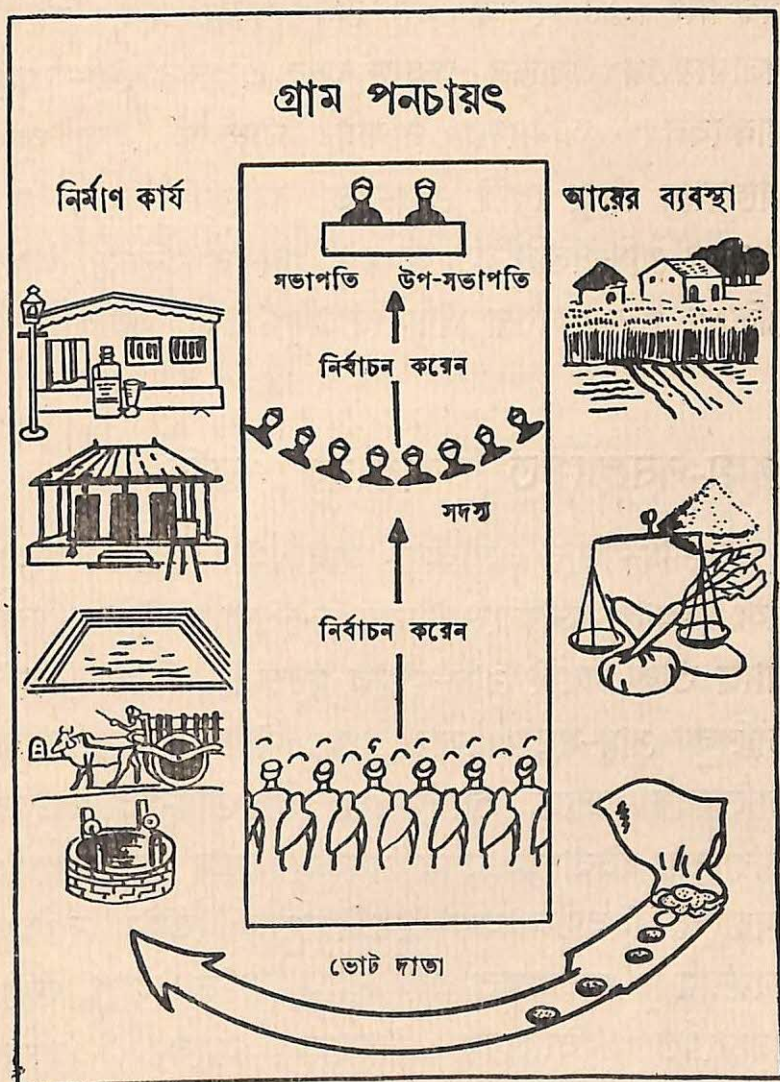 গ্রাম পনচায়ৎ
নির্মাণ কার্য
আয়ের ব্যবস্থা
সভাপতি উপ-সভাপতি
নির্বাচন করেন
সদস্য
নির্বাচন করেন
ভোট দাতা